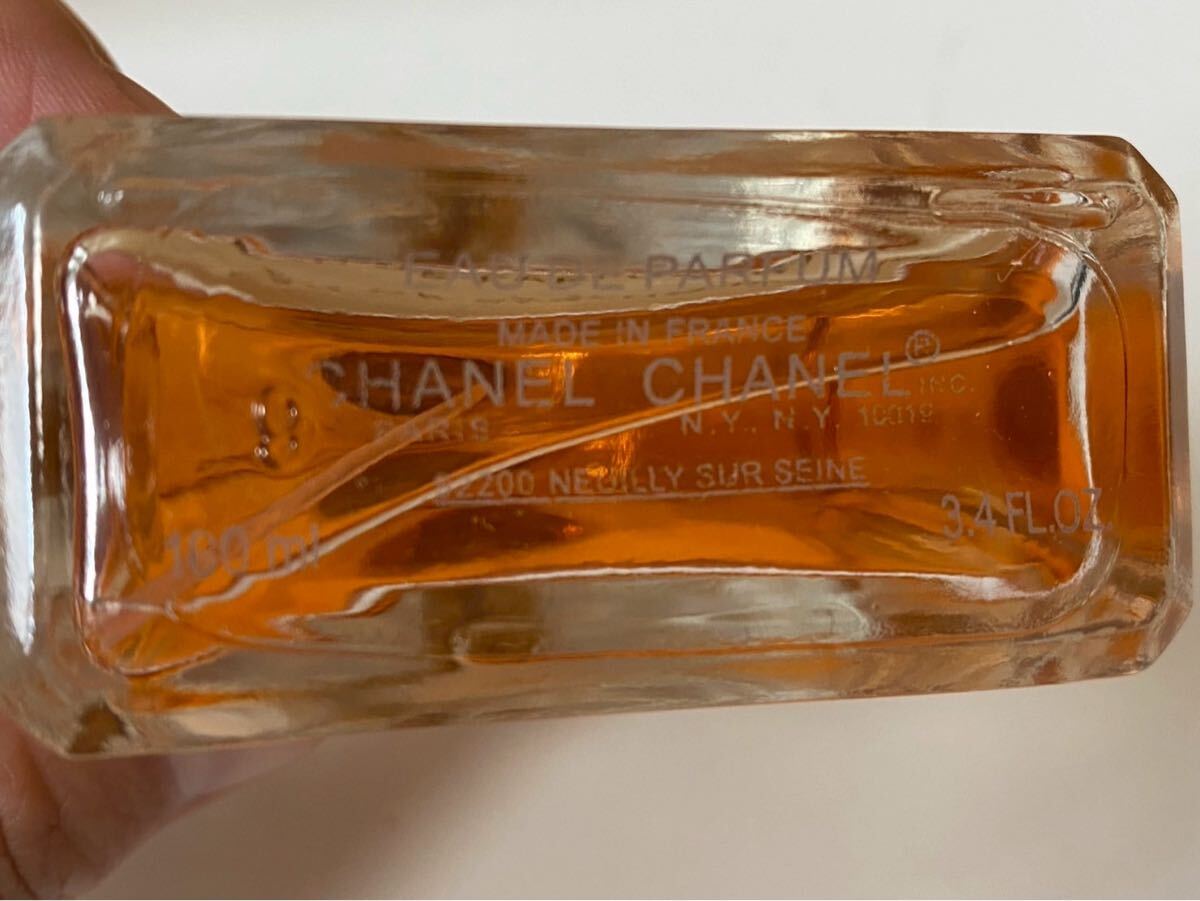 EAU DE PARFUM
MADE IN FRANCE
CHANEL CHANEL® INC.
PARIS N.Y., N.Y. 10019
92200 NEUILLY SUR SEINE
100 ml 3.4 FL.OZ.